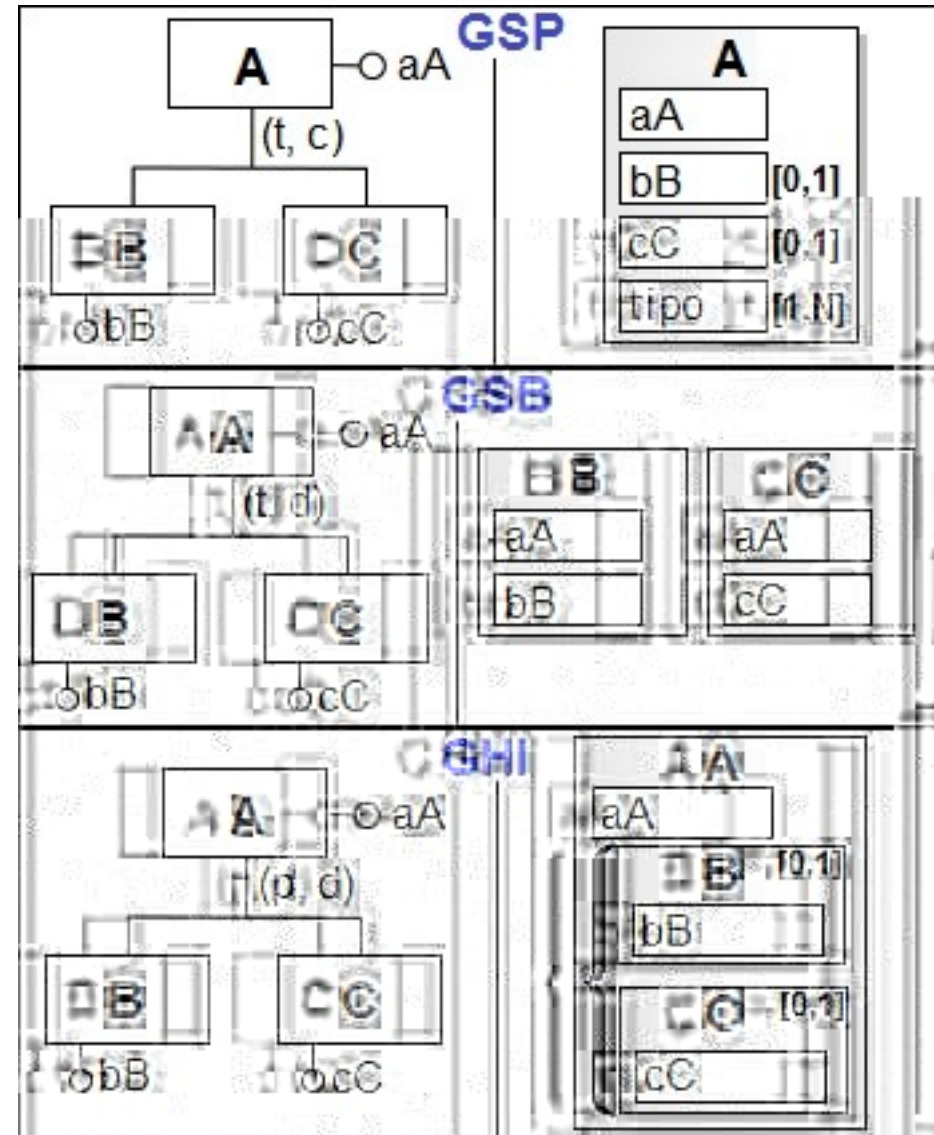 GSP
A
aA
(t, c)
B
C
bB
cC
A
aA
bB [0,1]
cC [0,1]
tipo [1.N]
GSB
A
aA
(t, d)
B
C
bB
cC
B
aA
bB
C
aA
cC
GHI
A
aA
(p, d)
B
C
bB
cC
A
aA
B [0,1]
bB
C [0,1]
cC